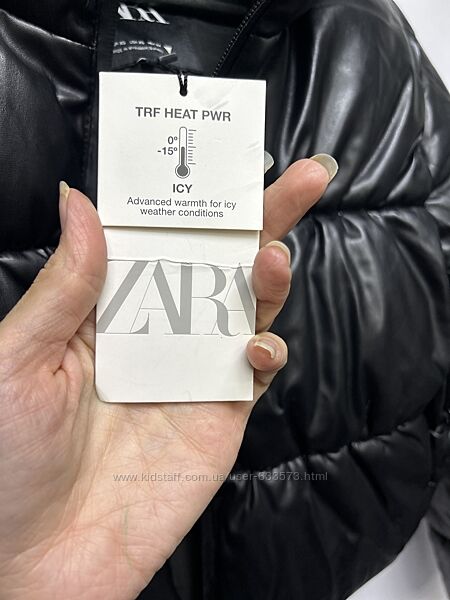 TRF HEAT PWR
0°
-15°
ICY
Advanced warmth for icy
weather conditions
ZARA
www.kidstaff.com.ua/user-633573.html